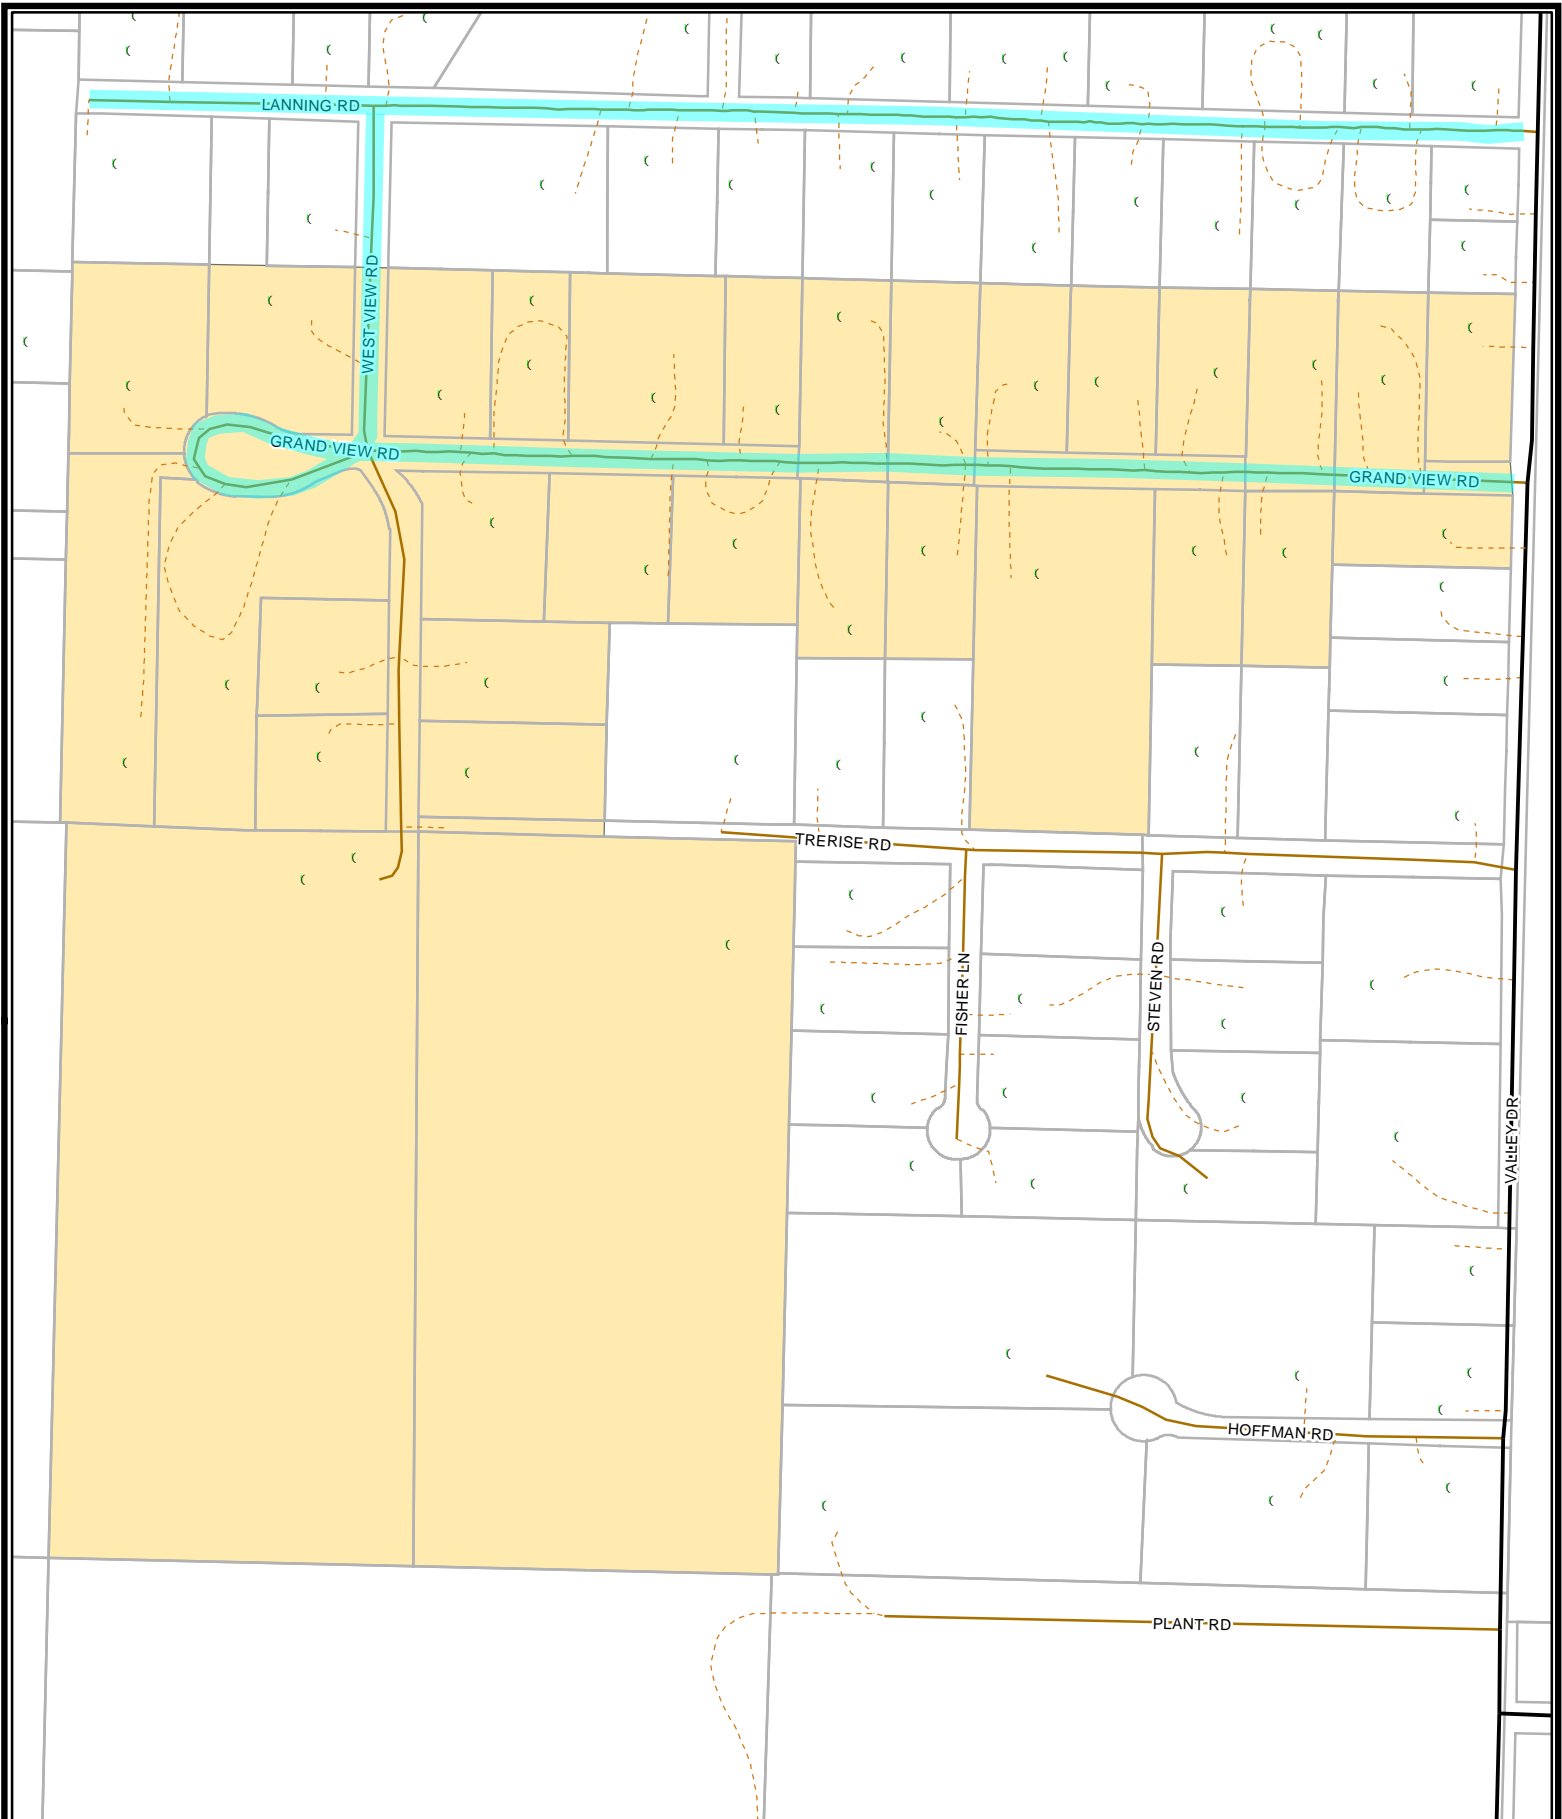 LANNING RD
WEST VIEW RD
GRAND VIEW RD
GRAND VIEW RD
TRERISE RD
FISHER LN
STEVEN RD
VALLEY DR
HOFFMAN RD
PLANT RD